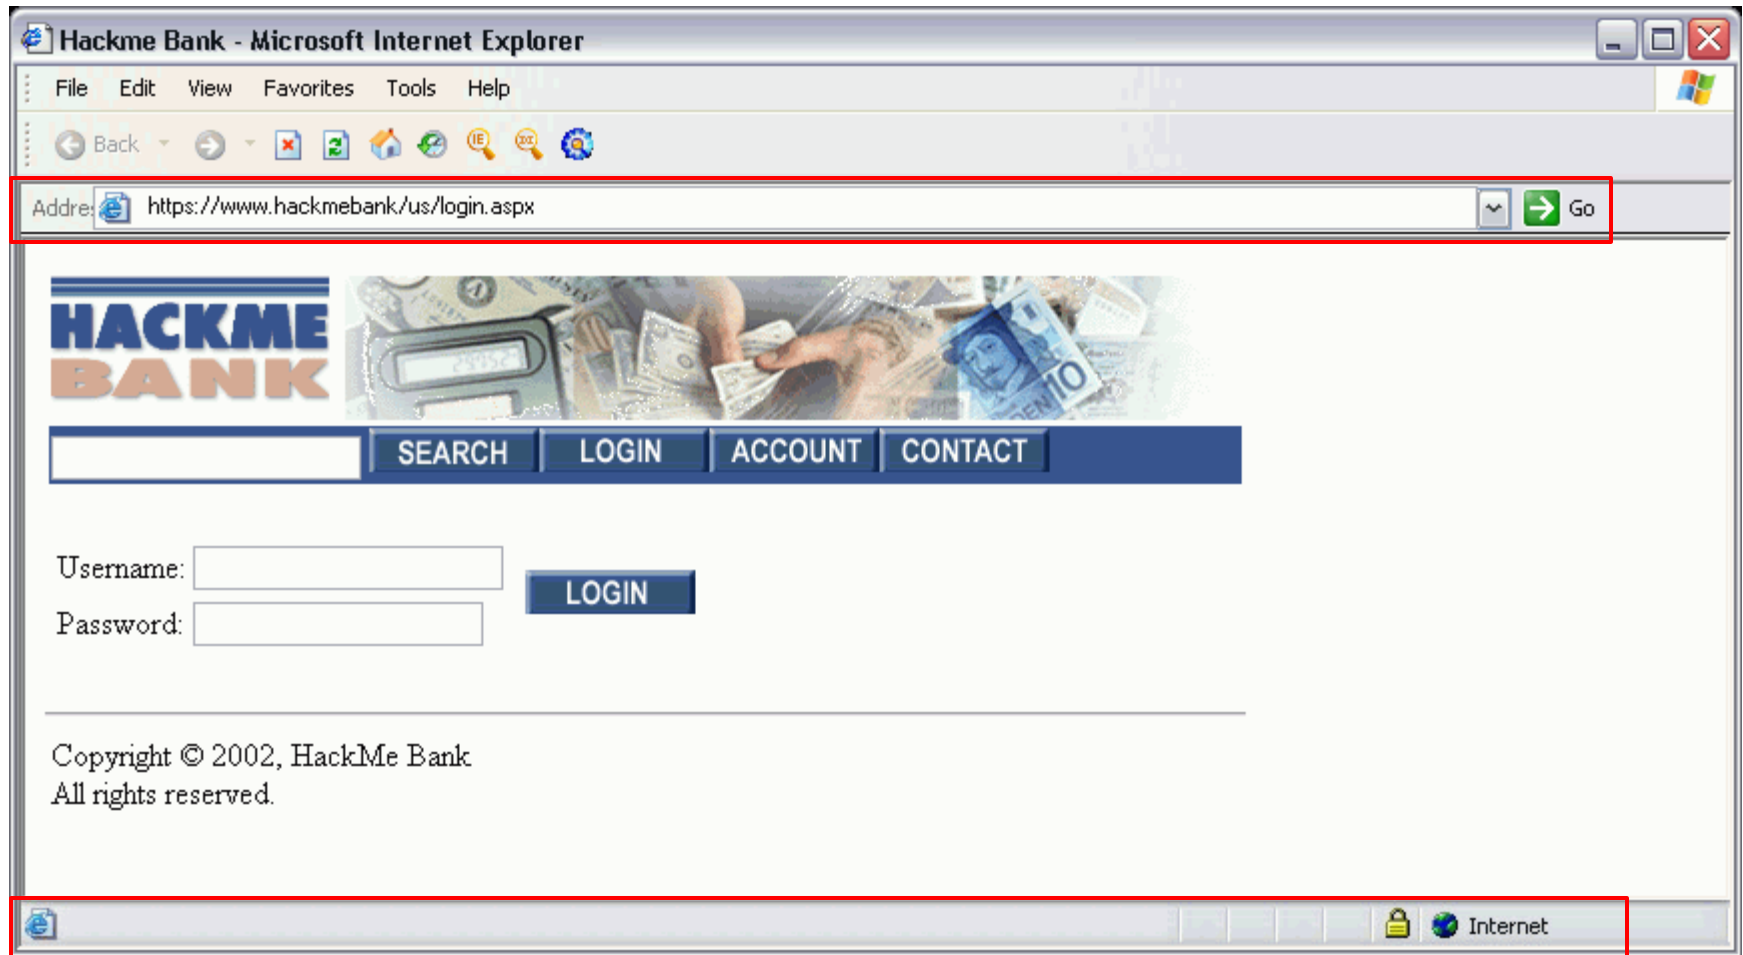 Hackme Bank - Microsoft Internet Explorer
File Edit View Favorites Tools Help
Back
Addre https://www.hackmebank/us/login.aspx Go
HACKME
BANK
10
SEARCH LOGIN ACCOUNT CONTACT
Username:
LOGIN
Password:
Copyright © 2002, HackMe Bank
All rights reserved.
Internet